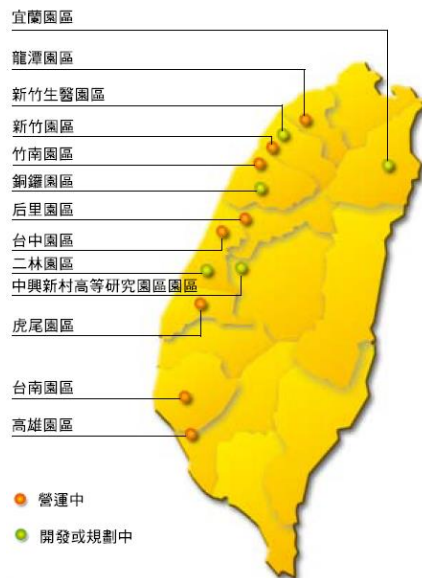 宜蘭園區
龍潭園區
新竹生醫園區
新竹園區
竹南園區
銅鑼園區
后里園區
台中園區
二林園區
中興新村高等研究園區園區
虎尾園區
台南園區
高雄園區
營運中
開發或規劃中